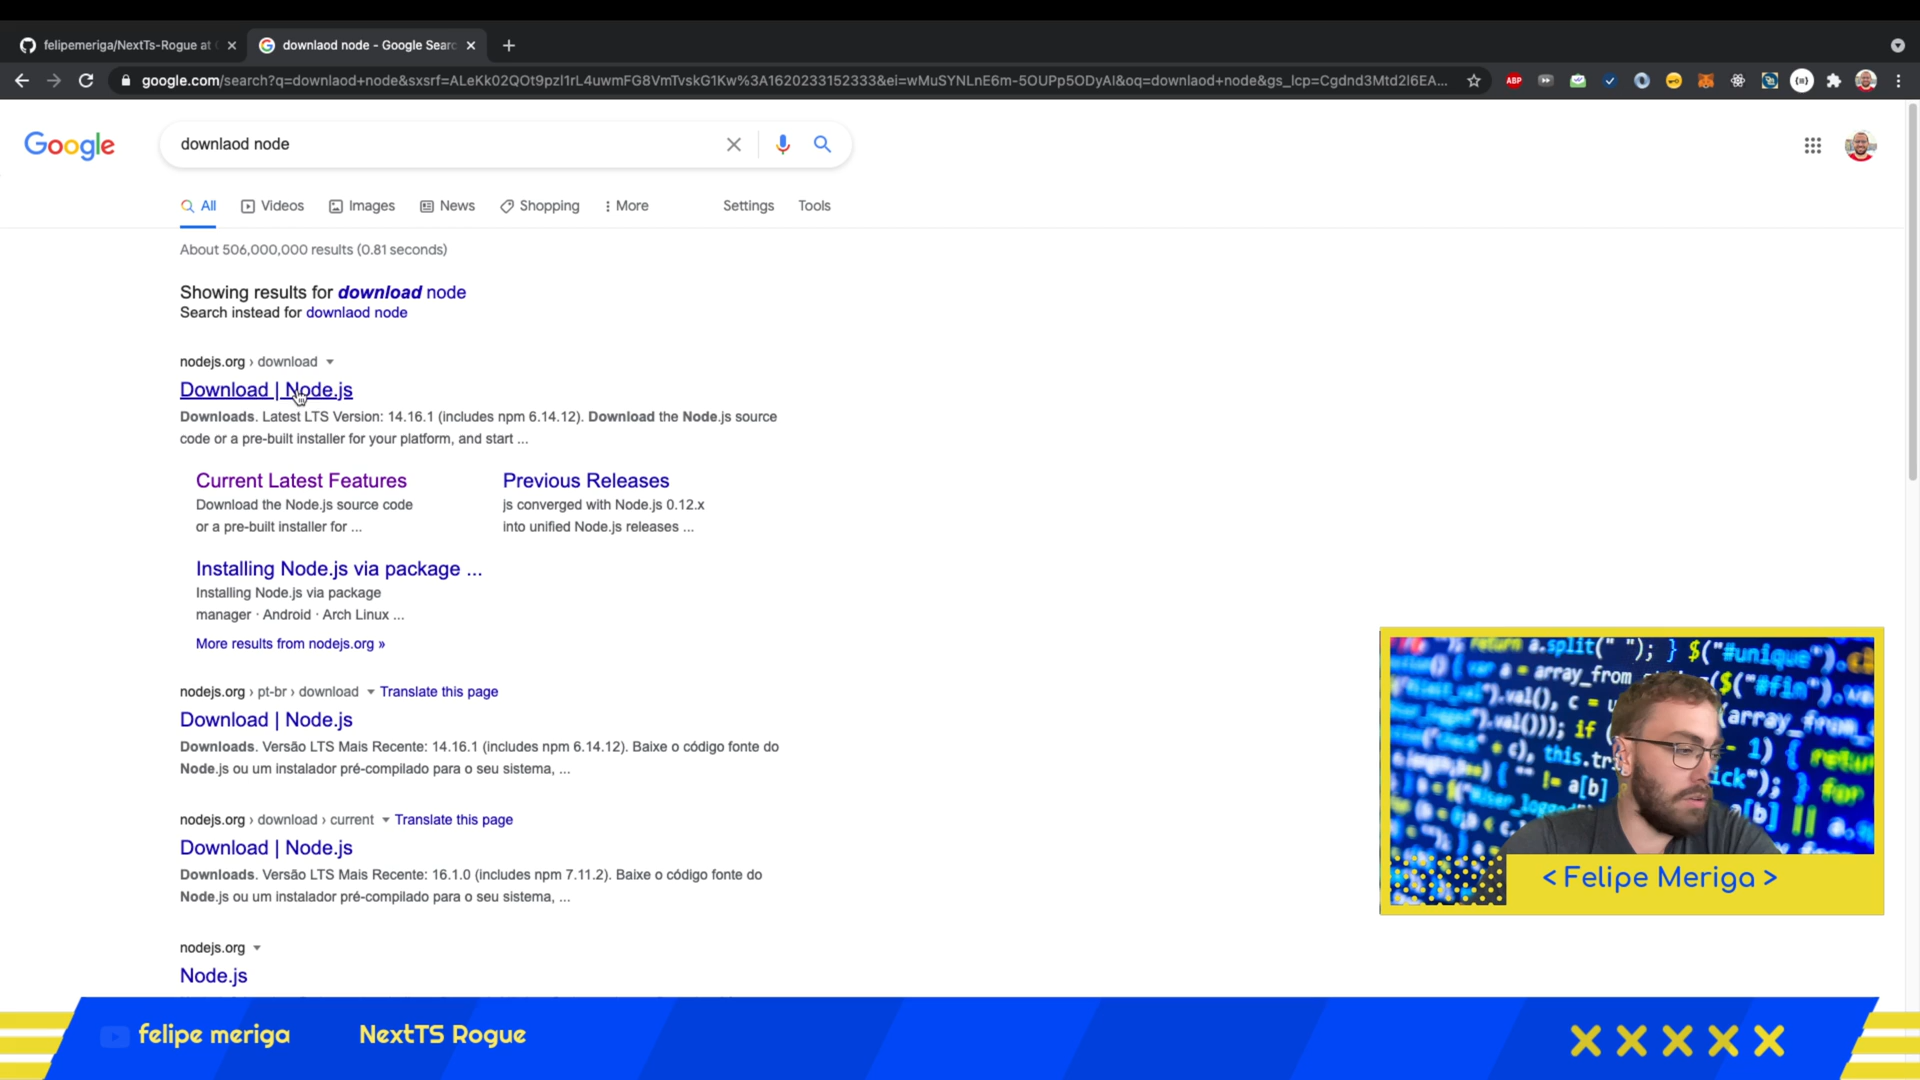 felipemeriga/NextTs-Rogue at
downlaod node - Google Searc
google.com/search?q=downlaod+node&sxsrf=ALeKk02QOt9pzI1rL4uwmFG8VmTvskG1Kw%3A1620233152333&ei=wMuSYNLnE6m-5OUPp5ODyAI&oq=downlaod+node&gs_lcp=Cgdnd3Mtd2l6EA...
ABP
Google
downlaod node
All
Videos
Images
News
Shopping
More
Settings
Tools
About 506,000,000 results (0.81 seconds)
Showing results for download node
Search instead for downlaod node
nodejs.org › download
Download | Node.js
Downloads. Latest LTS Version: 14.16.1 (includes npm 6.14.12). Download the Node.js source
code or a pre-built installer for your platform, and start ...
Current Latest Features
Download the Node.js source code
or a pre-built installer for ...
Previous Releases
js converged with Node.js 0.12.x
into unified Node.js releases ...
Installing Node.js via package ...
Installing Node.js via package
manager · Android · Arch Linux ...
More results from nodejs.org »
nodejs.org › pt-br › download
Translate this page
Download | Node.js
Downloads. Versão LTS Mais Recente: 14.16.1 (includes npm 6.14.12). Baixe o código fonte do
Node.js ou um instalador pré-compilado para o seu sistema, ...
nodejs.org › download › current
Translate this page
Download | Node.js
Downloads. Versão LTS Mais Recente: 16.1.0 (includes npm 7.11.2). Baixe o código fonte do
Node.js ou um instalador pré-compilado para o seu sistema, ...
nodejs.org
Node.js
return a.split(" "); } $("#unique")
= array_from
$("#fin")
this.tri
!= a[b]
< Felipe Meriga >
felipe meriga
NextTS Rogue